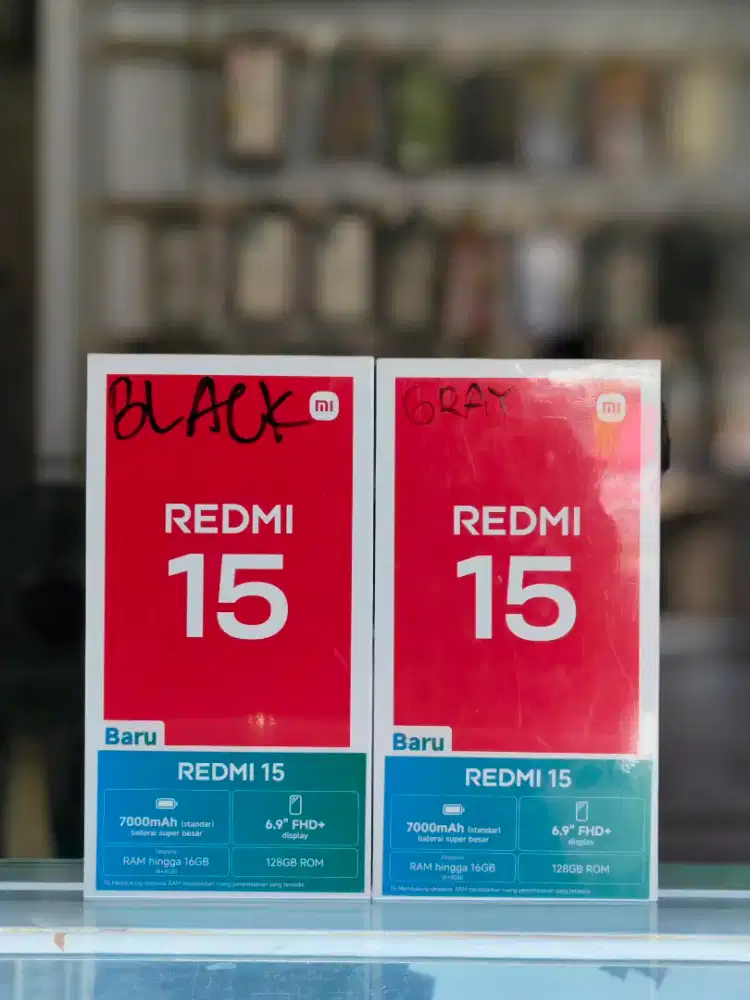 BLACK
mi
REDMI
15
Baru
REDMI 15
7000mAh (standar)
baterai super besar
6.9" FHD+
display
RAM hingga 16GB
128GB ROM
GRAY
mi
REDMI
15
Baru
REDMI 15
7000mAh (standar)
baterai super besar
6.9" FHD+
display
RAM hingga 16GB
128GB ROM